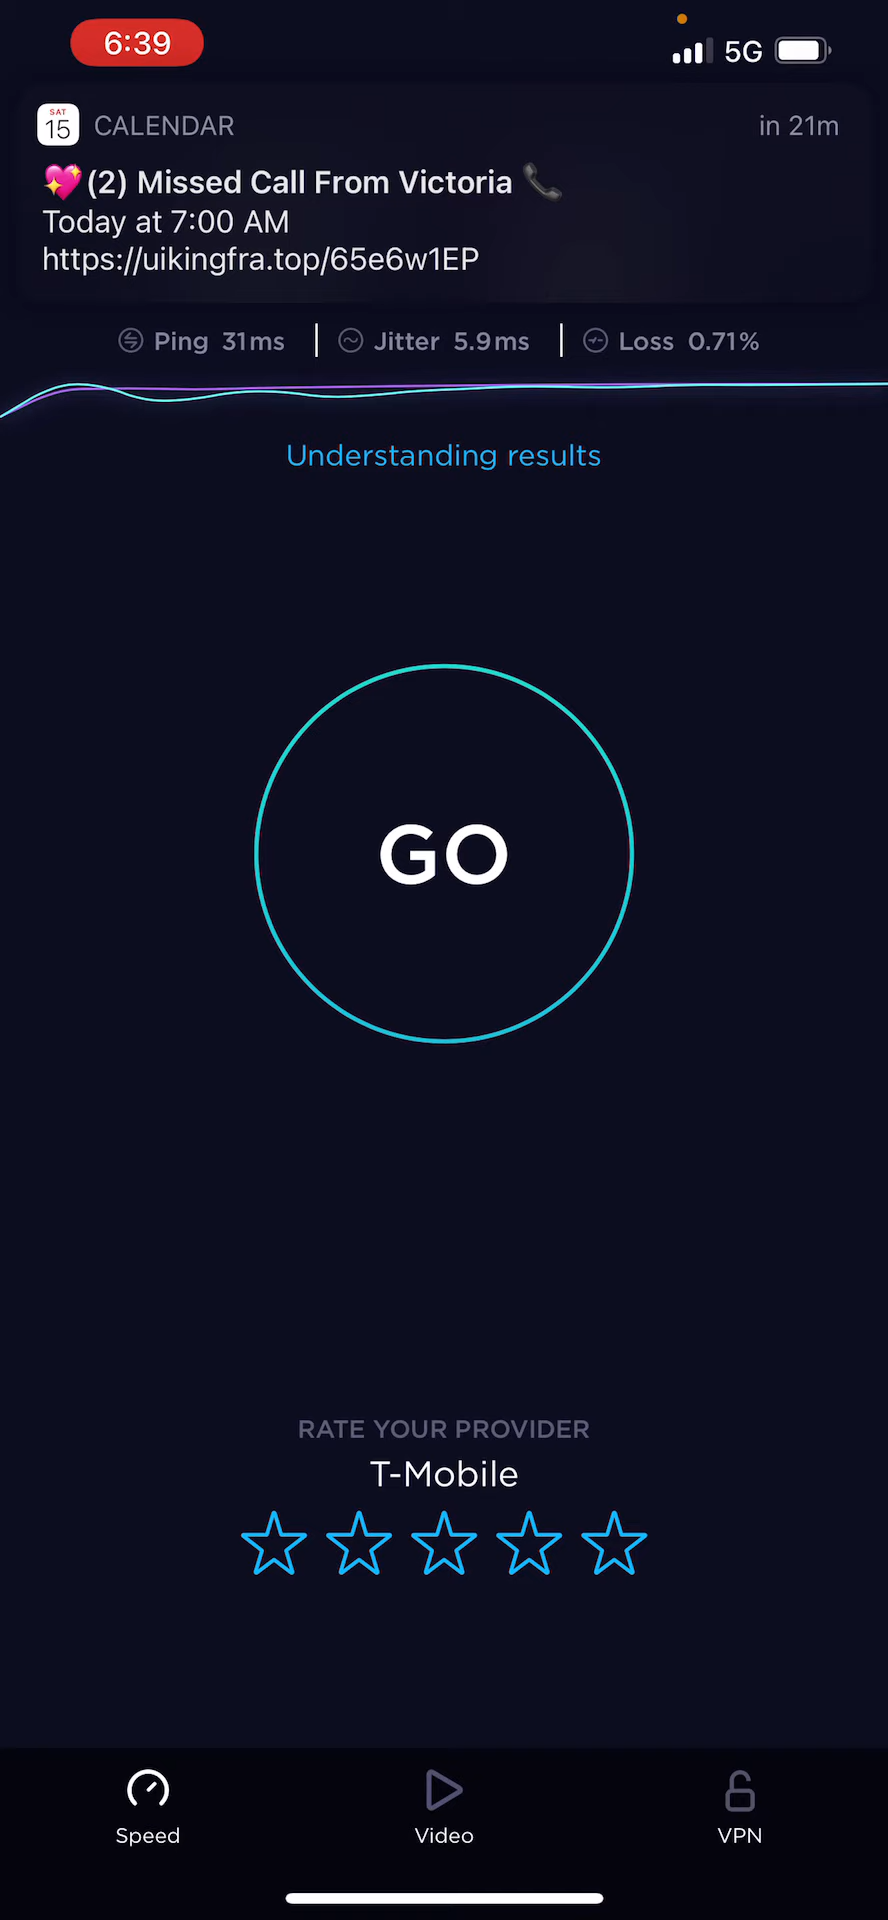 6:39
5G
SAT
15
CALENDAR
in 21m
💖(2) Missed Call From Victoria 📞
Today at 7:00 AM
https://uikingfra.top/65e6w1EP
Ping 31ms
Jitter 5.9ms
Loss 0.71%
Understanding results
GO
RATE YOUR PROVIDER
T-Mobile
Speed
Video
VPN